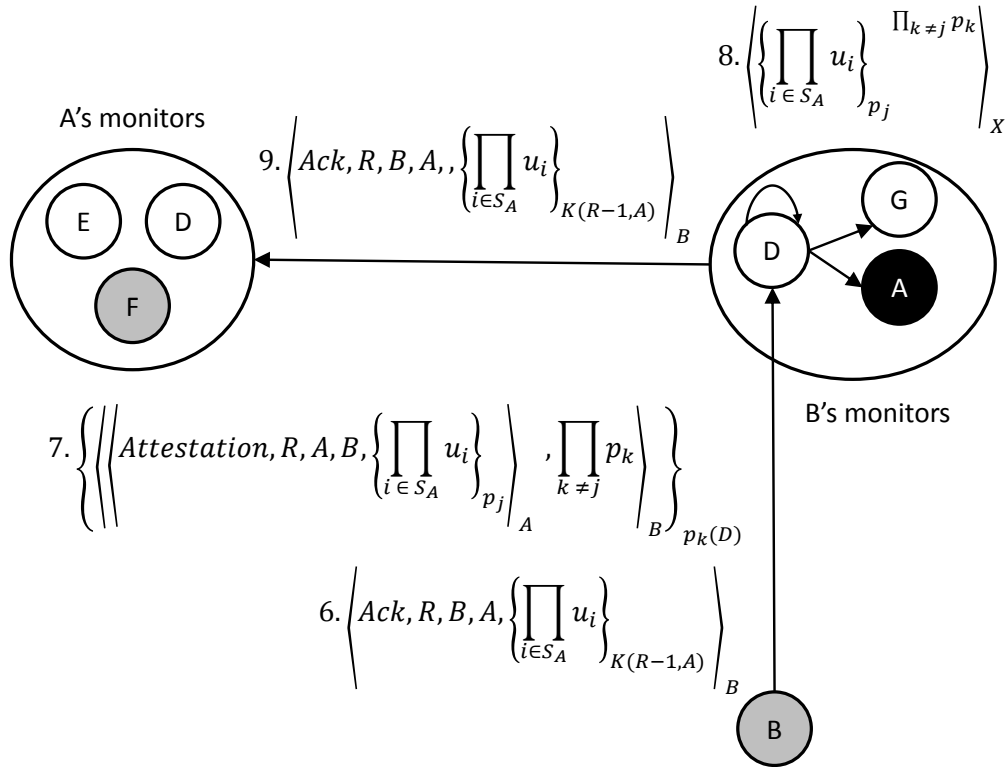 8. ⟨{∏_{i ∈ S_A} u_i}_{p_j}^{∏_{k≠j} p_k}⟩_X
A's monitors
9. ⟨Ack, R, B, A, , {∏_{i∈S_A} u_i}_{K(R−1,A)}⟩_B
E
D
F
G
D
A
B's monitors
7. {⟨⟨Attestation, R, A, B, {∏_{i ∈ S_A} u_i}_{p_j}⟩_A , ∏_{k ≠ j} p_k⟩_B}_{p_k(D)}
6. ⟨Ack, R, B, A, {∏_{i∈S_A} u_i}_{K(R−1,A)}⟩_B
B